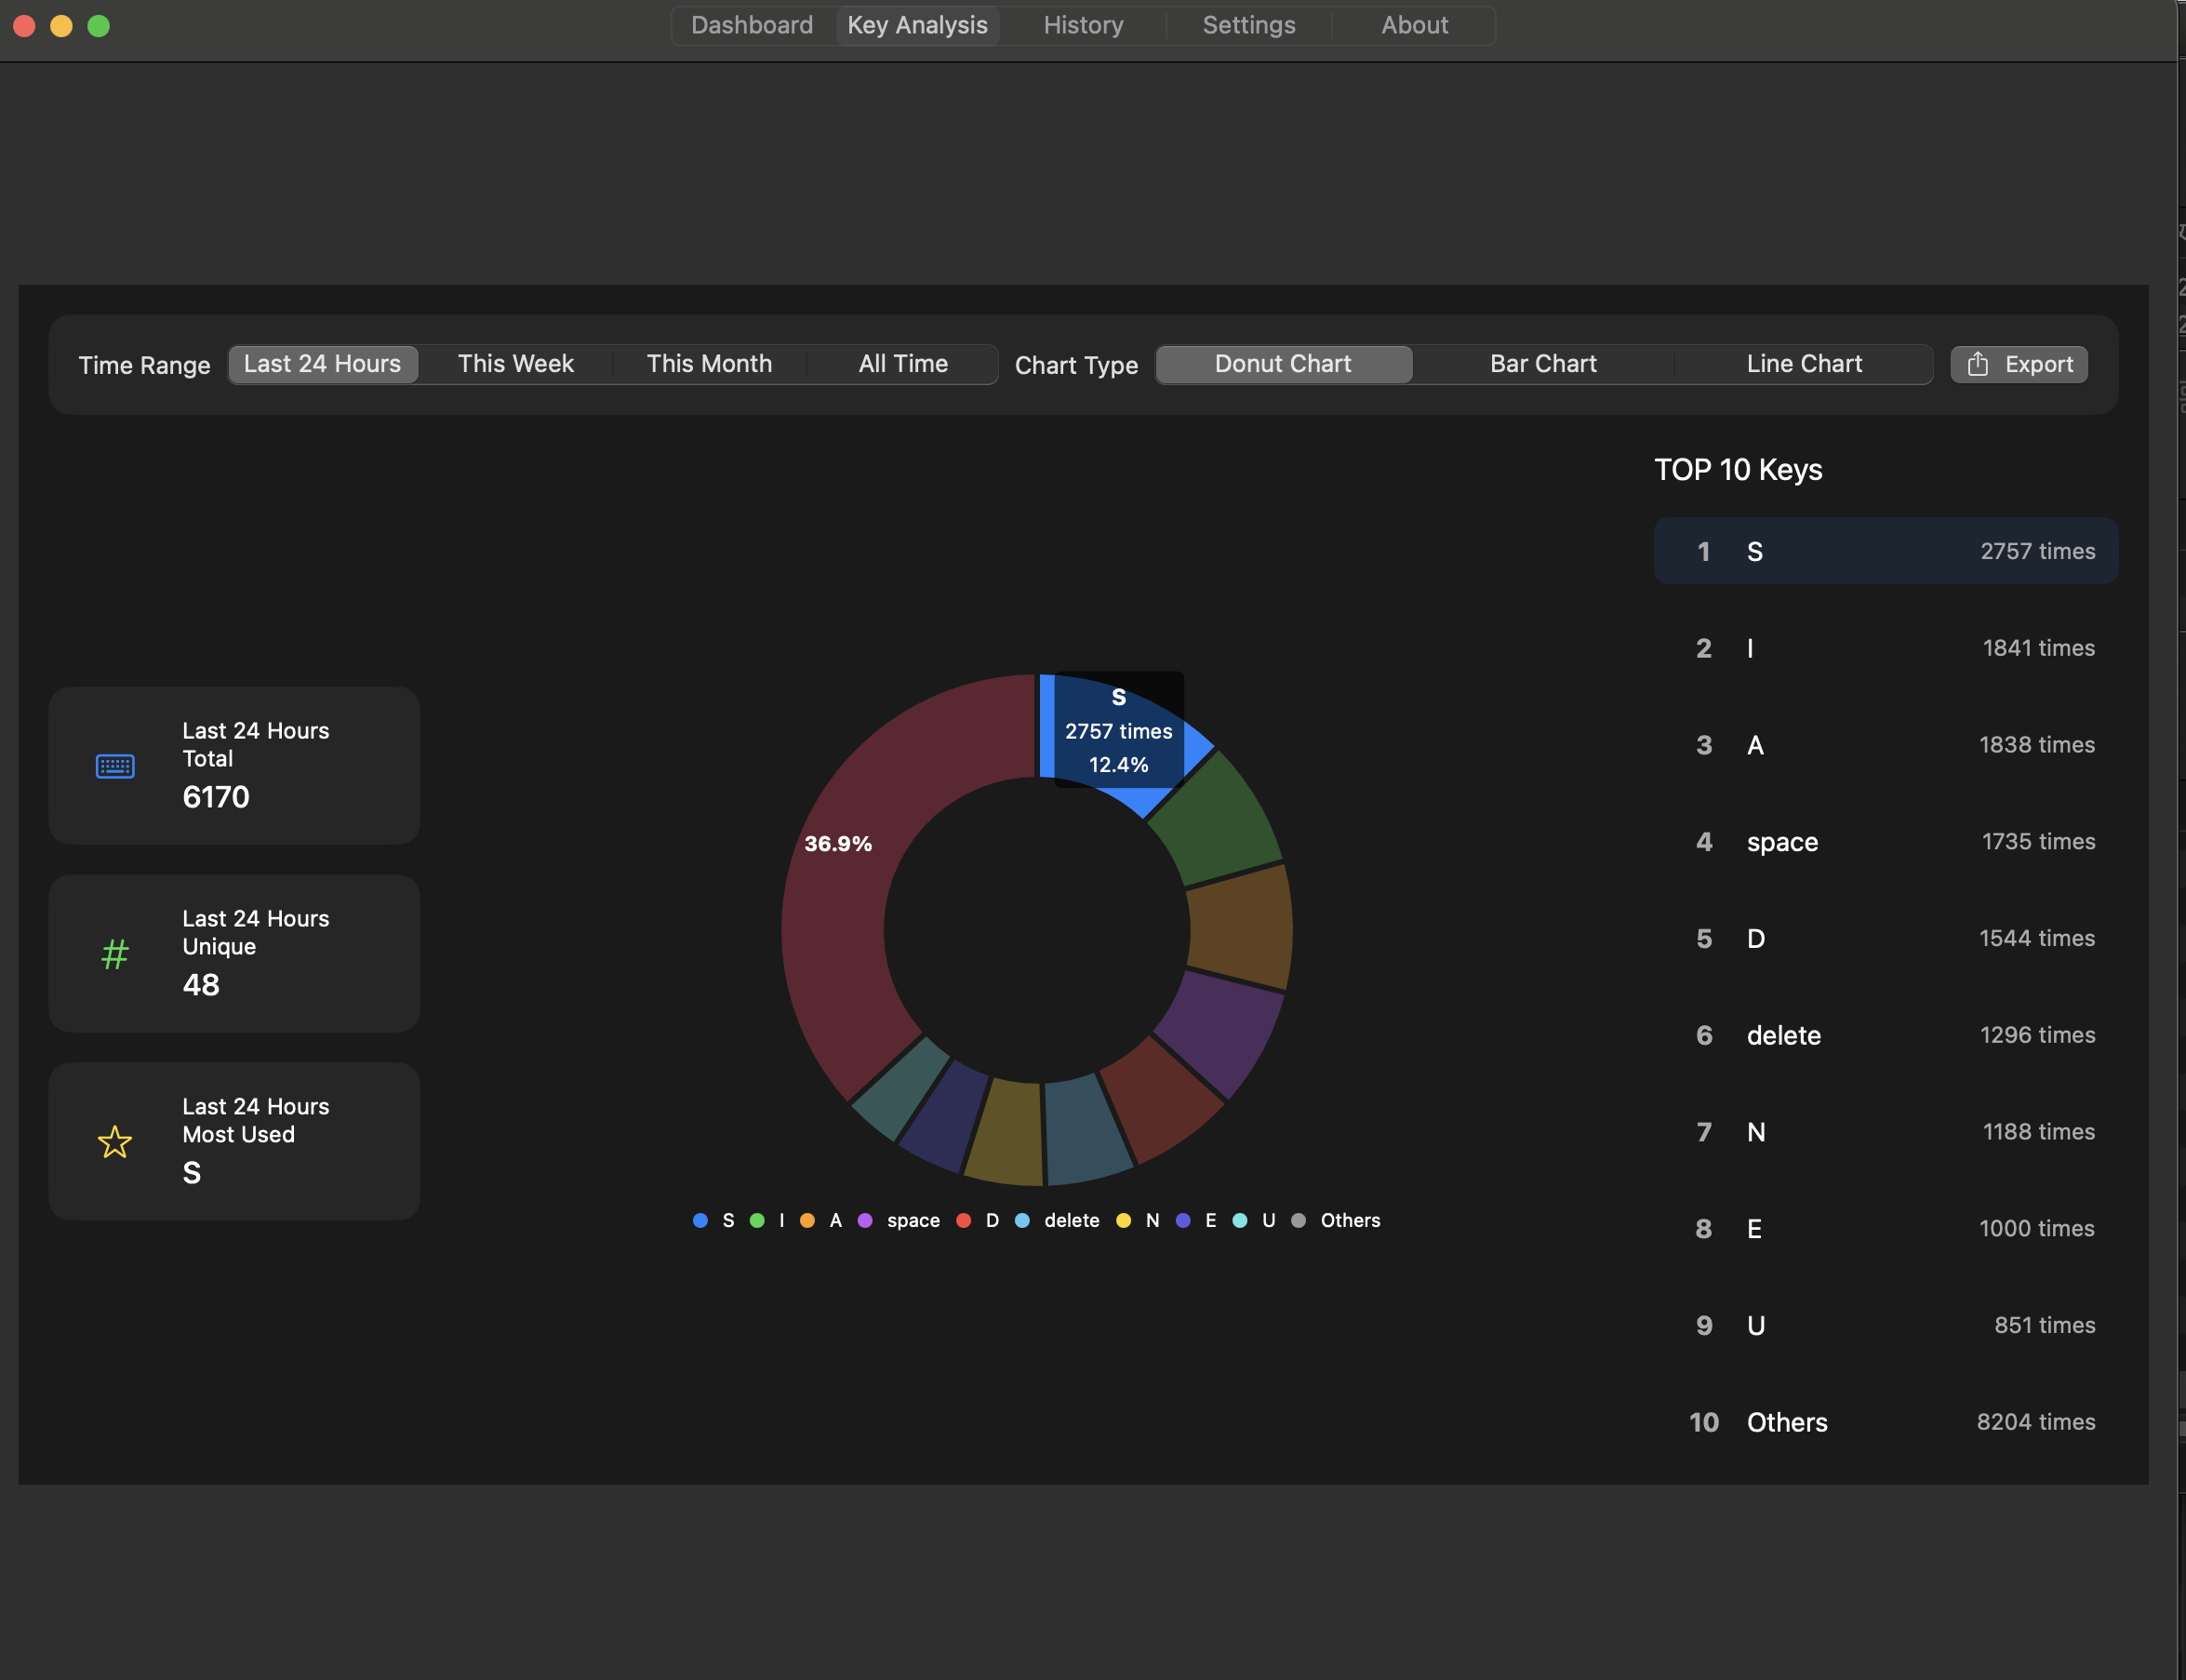 Dashboard Key Analysis History Settings About
Time Range Last 24 Hours This Week This Month All Time Chart Type Donut Chart Bar Chart Line Chart Export
Last 24 Hours
Total
6170
Last 24 Hours
Unique
48
Last 24 Hours
Most Used
S
S
2757 times
12.4%
36.9%
S I A space D delete N E U Others
TOP 10 Keys
1 S 2757 times
2 I 1841 times
3 A 1838 times
4 space 1735 times
5 D 1544 times
6 delete 1296 times
7 N 1188 times
8 E 1000 times
9 U 851 times
10 Others 8204 times